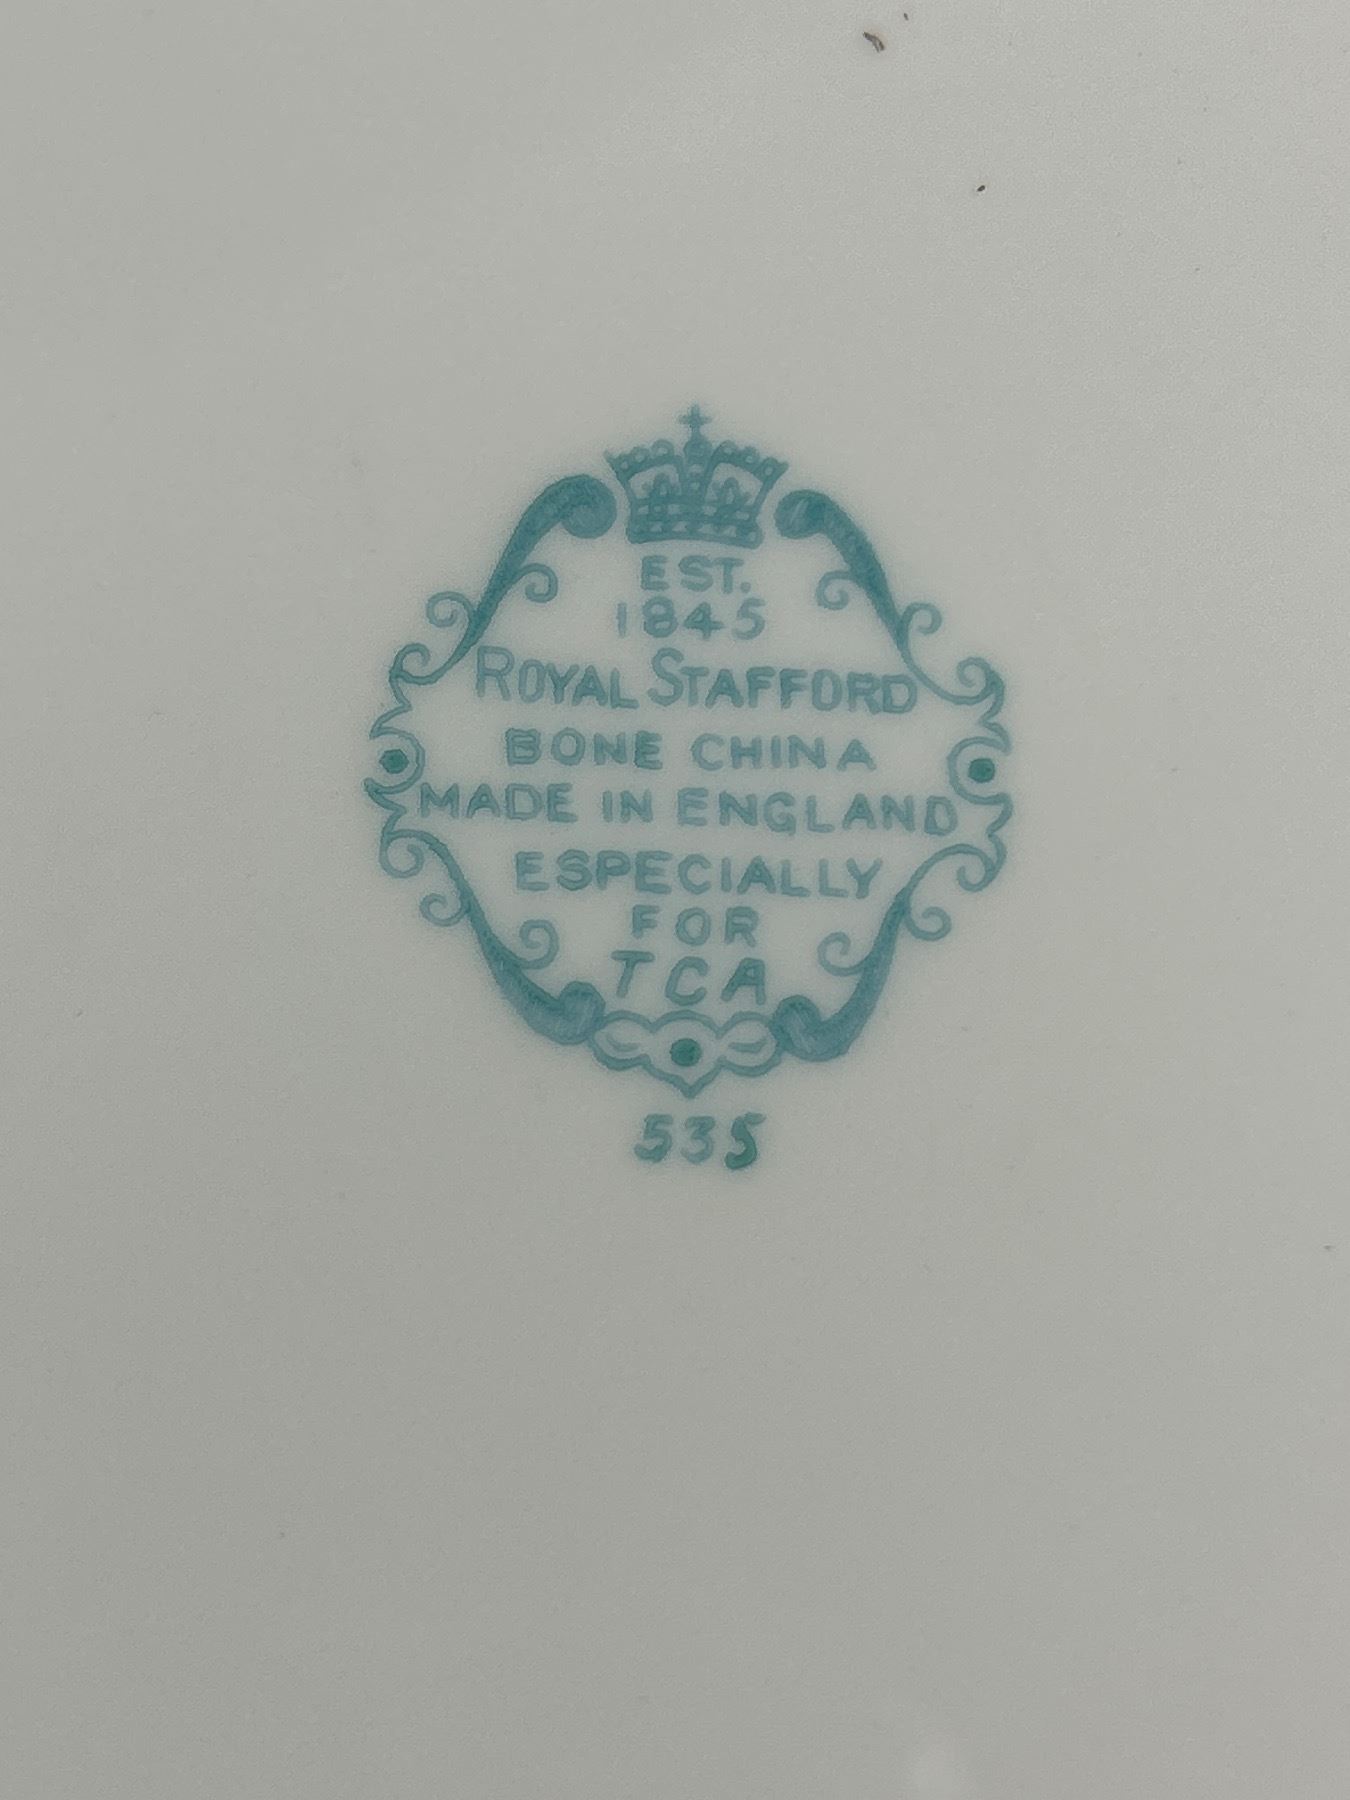 EST.
1845
ROYAL STAFFORD
BONE CHINA
MADE IN ENGLAND
ESPECIALLY
FOR
TCA
535